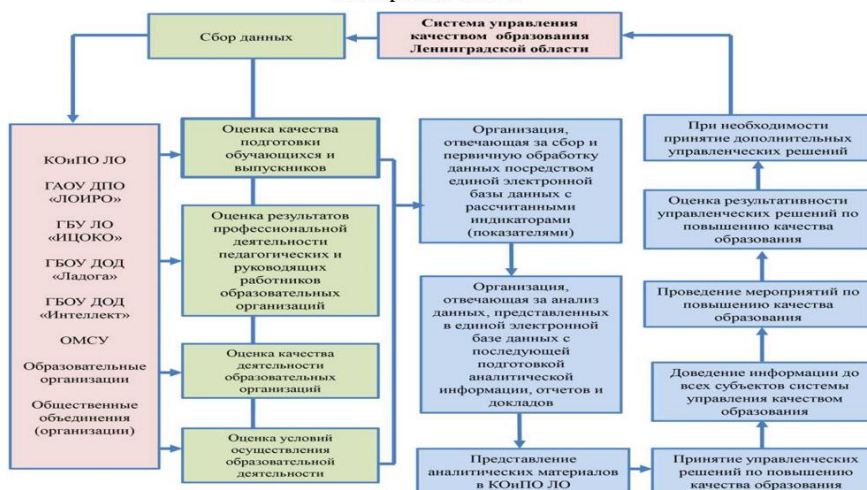 Сбор данных
Система управления
качеством образования
Ленинградской области
КОиПО ЛО
ГАОУ ДПО
«ЛОИРО»
ГБУ ЛО
«ИЦОКО»
ГБОУ ДОД
«Ладога»
ГБОУ ДОД
«Интеллект»
ОМСУ
Образовательные
организации
Общественные
объединения
(организации)
Оценка качества
подготовки
обучающихся и
выпускников
Оценка результатов
профессиональной
деятельности
педагогических и
руководящих
работников
образовательных
организаций
Оценка качества
деятельности
образовательных
организаций
Оценка условий
осуществления
образовательной
деятельности
Организация,
отвечающая за сбор и
первичную обработку
данных посредством
единой электронной
базы данных с
рассчитанными
индикаторами
(показателями)
Организация,
отвечающая за анализ
данных, представленных
в единой электронной
базе данных с
последующей
подготовкой
аналитической
информации, отчетов и
докладов
Представление
аналитических материалов
в КОиПО ЛО
При необходимости
принятие дополнительных
управленческих решений
Оценка результативности
управленческих решений по
повышению качества
образования
Проведение мероприятий по
повышению качества
образования
Доведение информации до
всех субъектов системы
управления качеством
образования
Принятие управленческих
решений по повышению
качества образования